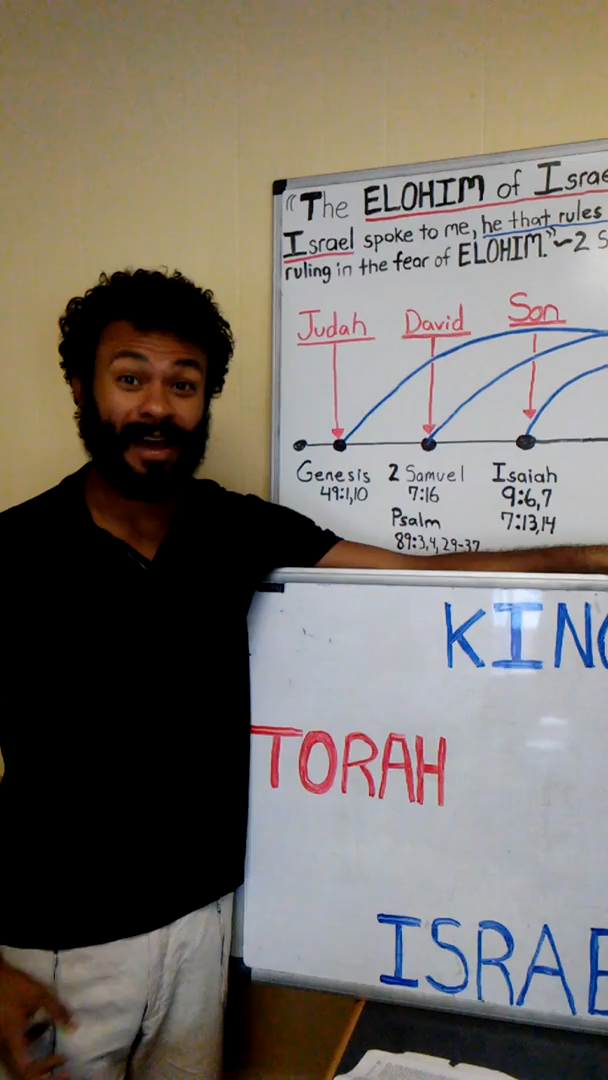 "The ELOHIM of Israe
Israel spoke to me, he that rules
ruling in the fear of ELOHIM."~2 S
Judah David Son
Genesis 2 Samuel Isaiah
49:1,10 7:16 9:6,7
Psalm 7:13,14
89:3,4,29-37
KING
TORAH
ISRAE